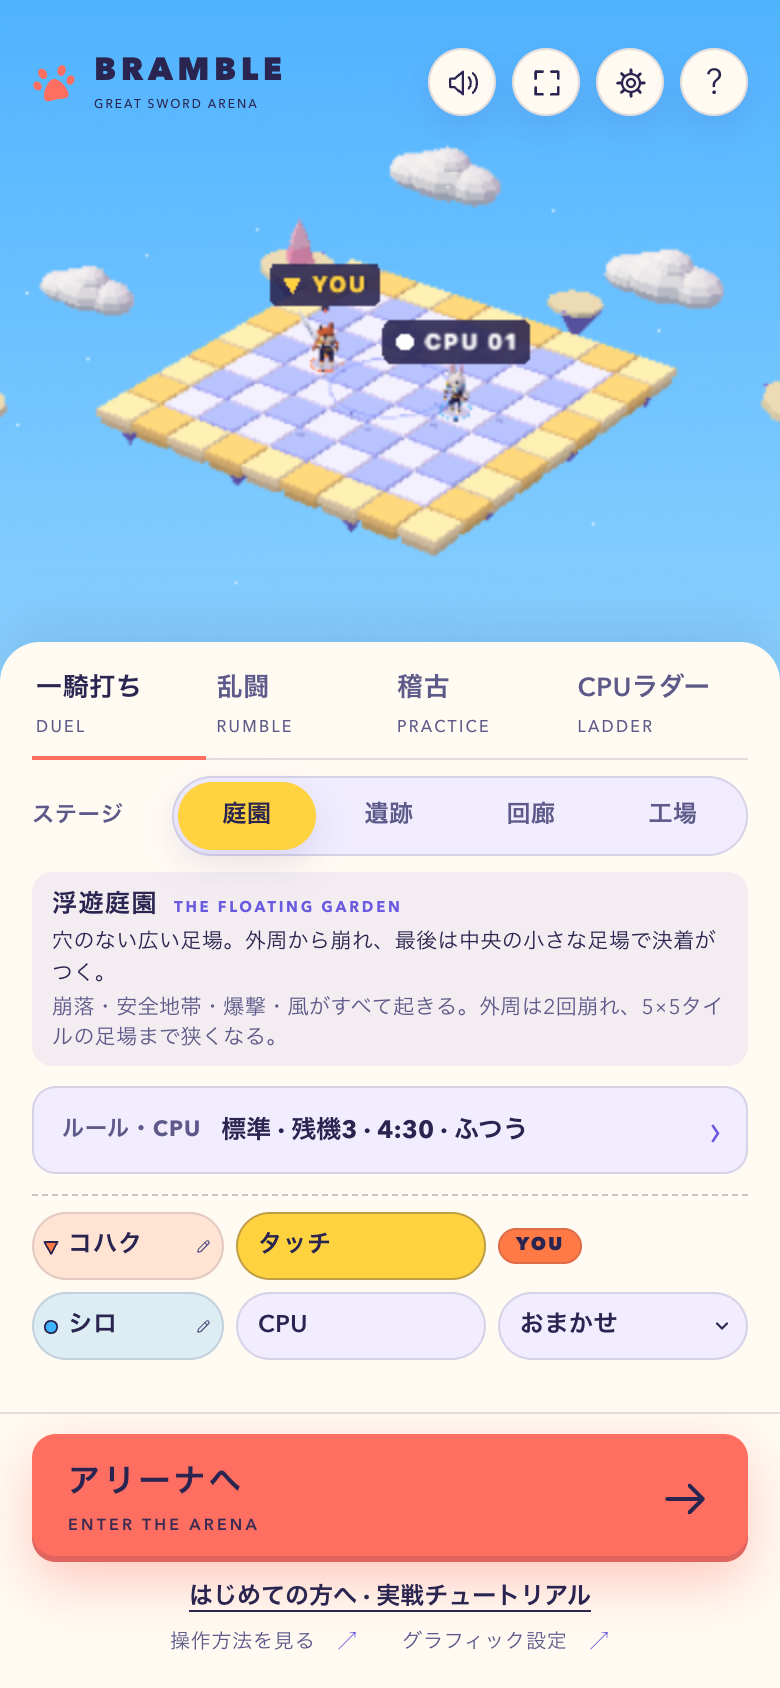 BRAMBLE
GREAT SWORD ARENA
?
YOU
CPU 01
一騎打ち 乱闘 稽古 CPUラダー
DUEL RUMBLE PRACTICE LADDER
ステージ 庭園 遺跡 回廊 工場
浮遊庭園 THE FLOATING GARDEN
穴のない広い足場。外周から崩れ、最後は中央の小さな足場で決着が
つく。
崩落・安全地帯・爆撃・風がすべて起きる。外周は2回崩れ、5×5タイ
ルの足場まで狭くなる。
ルール・CPU 標準・残機3・4:30・ふつう
コハク タッチ YOU
シロ CPU おまかせ
アリーナへ
ENTER THE ARENA
はじめての方へ・実戦チュートリアル
操作方法を見る ↗ グラフィック設定 ↗